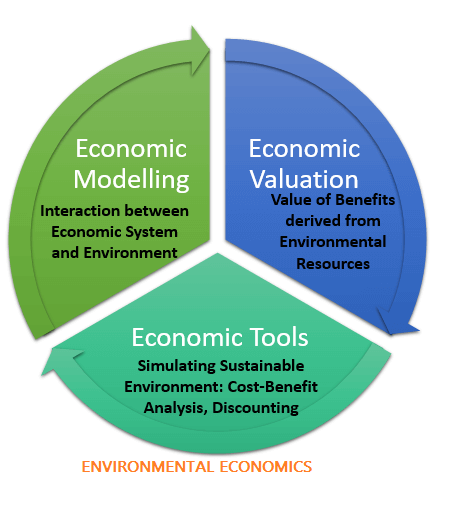 Economic
Modelling
Interaction between
Economic System
and Environment
Economic
Valuation
Value of Benefits
derived from
Environmental
Resources
Economic Tools
Simulating Sustainable
Environment: Cost-Benefit
Analysis, Discounting
ENVIRONMENTAL ECONOMICS